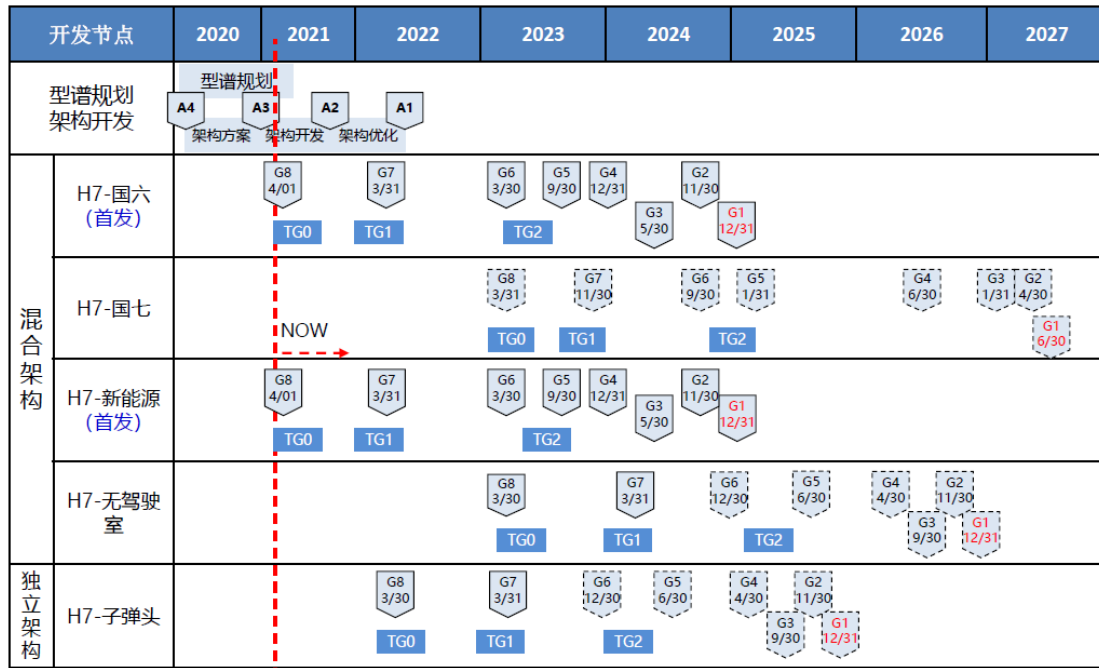 开发节点 2020 2021 2022 2023 2024 2025 2026 2027
型谱规划
架构开发
型谱规划
A4 A3 A2 A1
架构方案 架构开发 架构优化
混合架构
H7-国六
(首发)
G8 G7 G6 G5 G4 G2
4/01 3/31 3/30 9/30 12/31 11/30
G3 G1
5/30 12/31
TG0 TG1 TG2
H7-国七
G8 G7 G6 G5 G4 G3 G2
3/31 11/30 9/30 1/31 6/30 1/31 4/30
NOW
TG0 TG1 TG2
G1
6/30
H7-新能源
(首发)
G8 G7 G6 G5 G4 G2
4/01 3/31 3/30 9/30 12/31 11/30
G3 G1
5/30 12/31
TG0 TG1 TG2
H7-无驾驶
室
G8 G7 G6 G5 G4 G2
3/30 3/31 12/30 6/30 4/30 11/30
G3 G1
9/30 12/31
TG0 TG1 TG2
独立架构
H7-子弹头
G8 G7 G6 G5 G4 G2
3/30 3/31 12/30 6/30 4/30 11/30
G3 G1
9/30 12/31
TG0 TG1 TG2